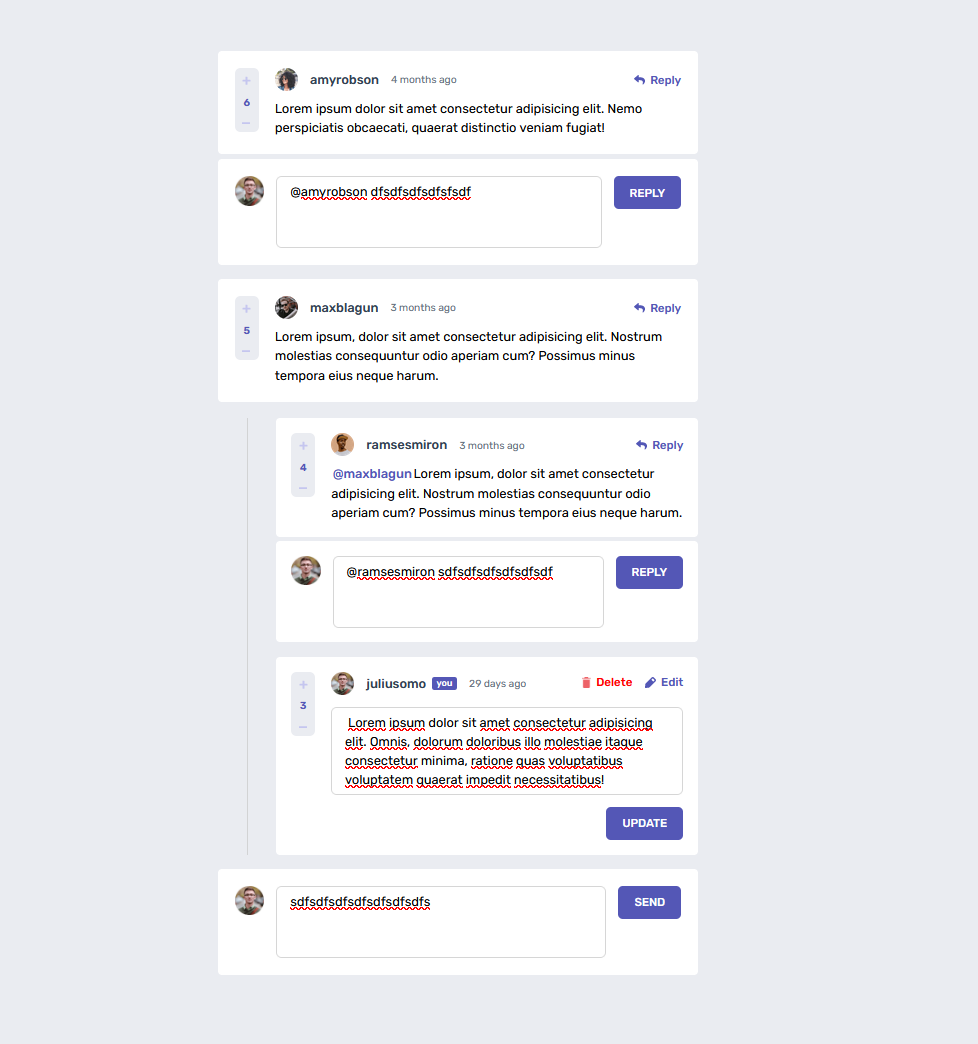 +
6
–
amyrobson 4 months ago Reply
Lorem ipsum dolor sit amet consectetur adipisicing elit. Nemo
perspiciatis obcaecati, quaerat distinctio veniam fugiat!
@amyrobson dfsdfsdfsdfsfsdf
REPLY
+
5
–
maxblagun 3 months ago Reply
Lorem ipsum, dolor sit amet consectetur adipisicing elit. Nostrum
molestias consequuntur odio aperiam cum? Possimus minus
tempora eius neque harum.
+
4
–
ramsesmiron 3 months ago Reply
@maxblagun Lorem ipsum, dolor sit amet consectetur
adipisicing elit. Nostrum molestias consequuntur odio
aperiam cum? Possimus minus tempora eius neque harum.
@ramsesmiron sdfsdfsdfsdfsdfsdf
REPLY
+
3
–
juliusomo you 29 days ago Delete Edit
Lorem ipsum dolor sit amet consectetur adipisicing
elit. Omnis, dolorum doloribus illo molestiae itaque
consectetur minima, ratione quas voluptatibus
voluptatem quaerat impedit necessitatibus!
UPDATE
sdfsdfsdfsdfsdfsdfsdfs
SEND